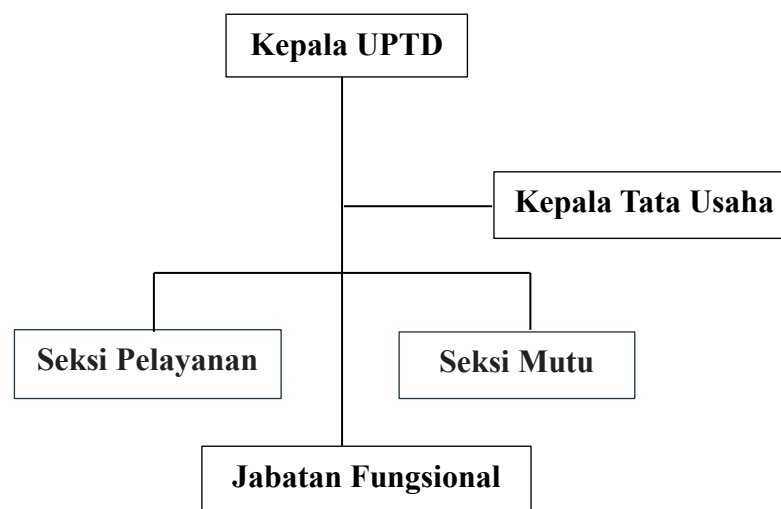 Kepala UPTD
Kepala Tata Usaha
Seksi Pelayanan
Seksi Mutu
Jabatan Fungsional